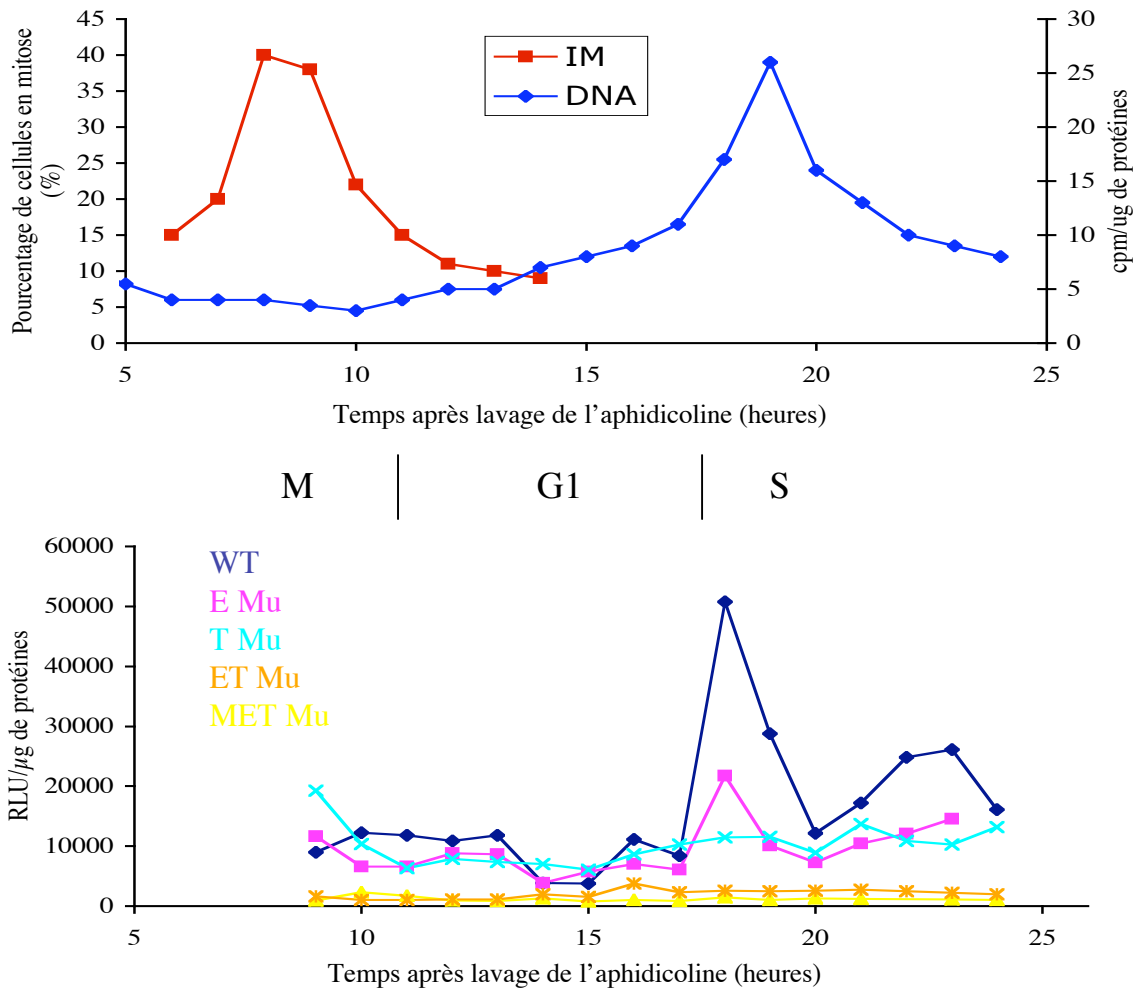 45
40
35
30
25
20
15
10
5
0
Pourcentage de cellules en mitose
(%)
IM
DNA
30
25
20
15
10
5
0
cpm/ug de protéines
5
10
15
20
25
Temps après lavage de l'aphidicoline (heures)
M
G1
S
60000
50000
40000
30000
20000
10000
0
RLU/µg de protéines
WT
E Mu
T Mu
ET Mu
MET Mu
5
10
15
20
25
Temps après lavage de l'aphidicoline (heures)